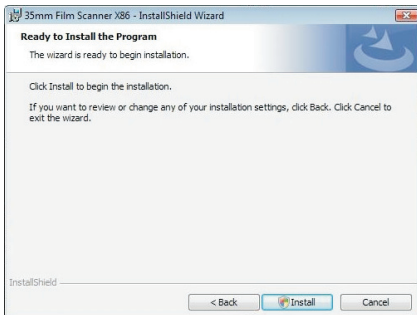 35mm Film Scanner X86 - InstallShield Wizard
Ready to Install the Program
The wizard is ready to begin installation.
Click Install to begin the installation.
If you want to review or change any of your installation settings, click Back. Click Cancel to
exit the wizard.
InstallShield
< Back Install Cancel